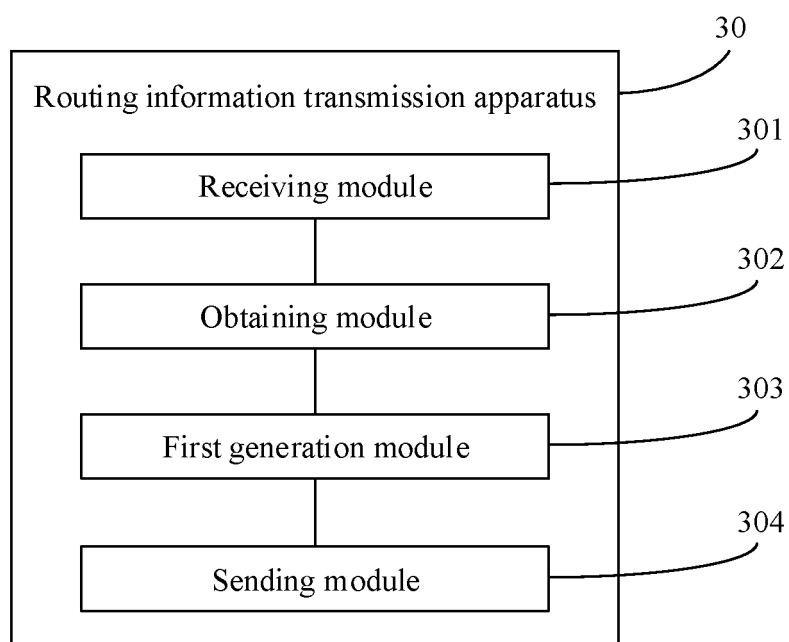 30
Routing information transmission apparatus
301
Receiving module
302
Obtaining module
303
First generation module
304
Sending module